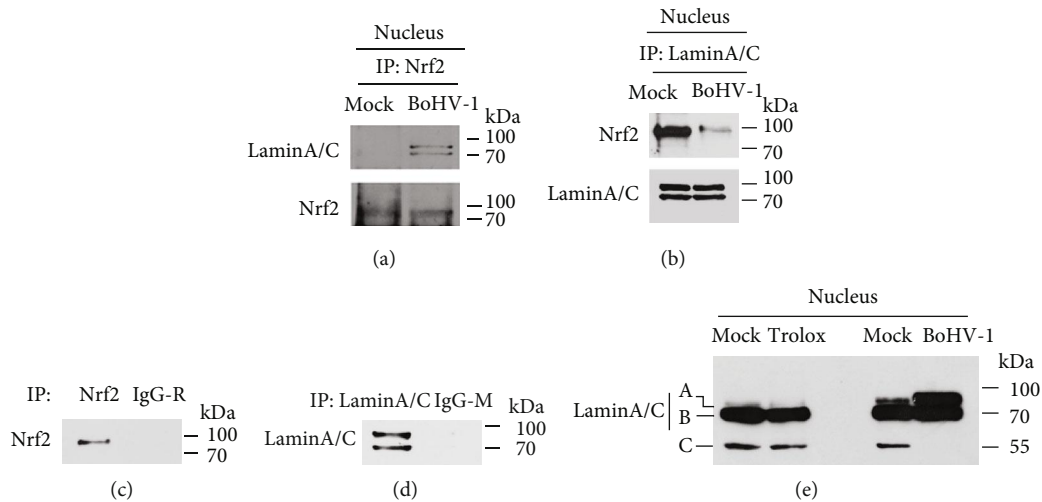 Nucleus
IP: Nrf2
Mock BoHV-1
kDa
LaminA/C
100
70
Nrf2
100
70
(a)
Nucleus
IP: LaminA/C
Mock BoHV-1
kDa
Nrf2
100
70
LaminA/C
100
70
(b)
IP: Nrf2 IgG-R
kDa
Nrf2
100
70
(c)
IP: LaminA/C IgG-M
kDa
LaminA/C
100
70
(d)
Nucleus
Mock Trolox Mock BoHV-1
kDa
A
100
LaminA/C B 70
C
55
(e)